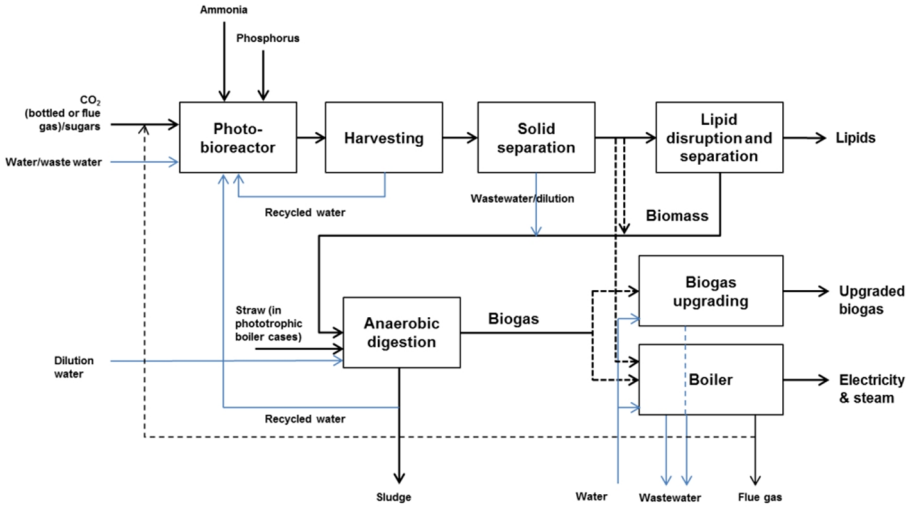 Ammonia
Phosphorus
CO₂
(bottled or flue
gas)/sugars
Water/waste water
Photo-
bioreactor
Harvesting
Solid
separation
Lipid
disruption and
separation
Lipids
Recycled water
Wastewater/dilution
Biomass
Straw (in
phototrophic
boiler cases)
Dilution
water
Anaerobic
digestion
Biogas
Biogas
upgrading
Upgraded
biogas
Boiler
Electricity
& steam
Recycled water
Sludge
Water
Wastewater
Flue gas